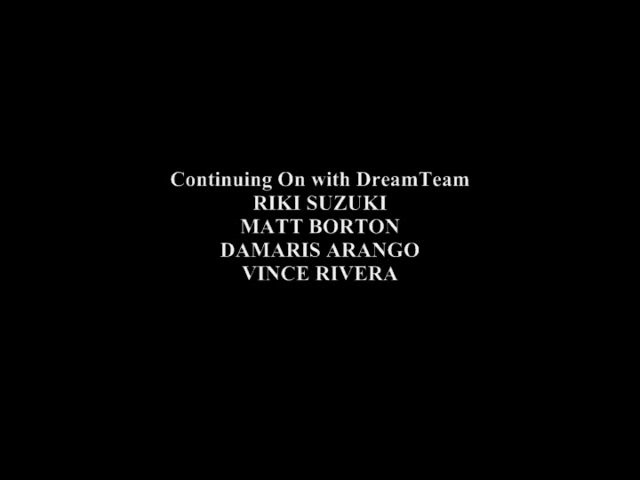 Continuing On with DreamTeam
RIKI SUZUKI
MATT BORTON
DAMARIS ARANGO
VINCE RIVERA